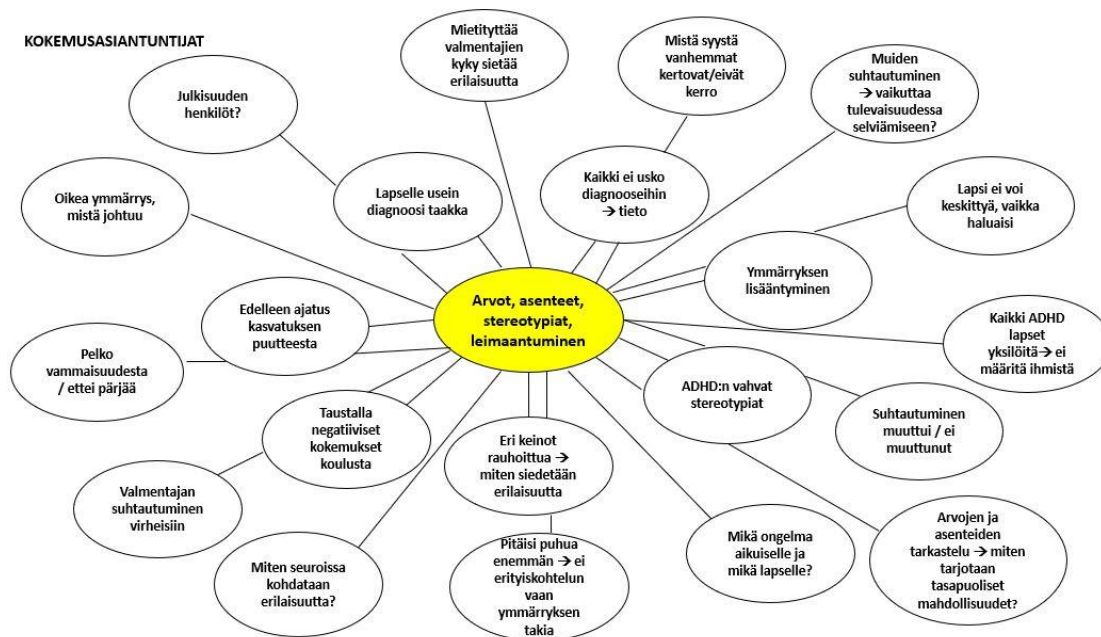 KOKEMUSASIANTUNTIJAT
Mietityttää
valmentajien
kyky sietää
erilaisuutta
Mistä syystä
vanhemmat
kertovat/eivät
kerro
Muiden
suhtautuminen
→ vaikuttaa
tulevaisuudessa
selviämiseen?
Julkisuuden
henkilöt?
Oikea ymmärrys,
mistä johtuu
Lapselle usein
diagnoosi taakka
Kaikki ei usko
diagnooseihin
→ tieto
Lapsi ei voi
keskittyä, vaikka
haluaisi
Ymmärryksen
lisääntyminen
Edelleen ajatus
kasvatuksen
puutteesta
Arvot, asenteet,
stereotypiat,
leimaantuminen
Kaikki ADHD
lapset
yksilöitä→ ei
määritä ihmistä
Pelko
vammaisuudesta
/ ettei pärjää
ADHD:n vahvat
stereotypiat
Suhtautuminen
muuttui / ei
muuttunut
Taustalla
negatiiviset
kokemukset
koulusta
Eri keinot
rauhoittua →
miten siedetään
erilaisuutta
Valmentajan
suhtautuminen
virheisiin
Miten seuroissa
kohdataan
erilaisuutta?
Pitäisi puhua
enemmän → ei
erityiskohtelun
vaan
ymmärryksen
takia
Mikä ongelma
aikuiselle ja
mikä lapselle?
Arvojen ja
asenteiden
tarkastelu → miten
tarjotaan
tasapuoliset
mahdollisuudet?